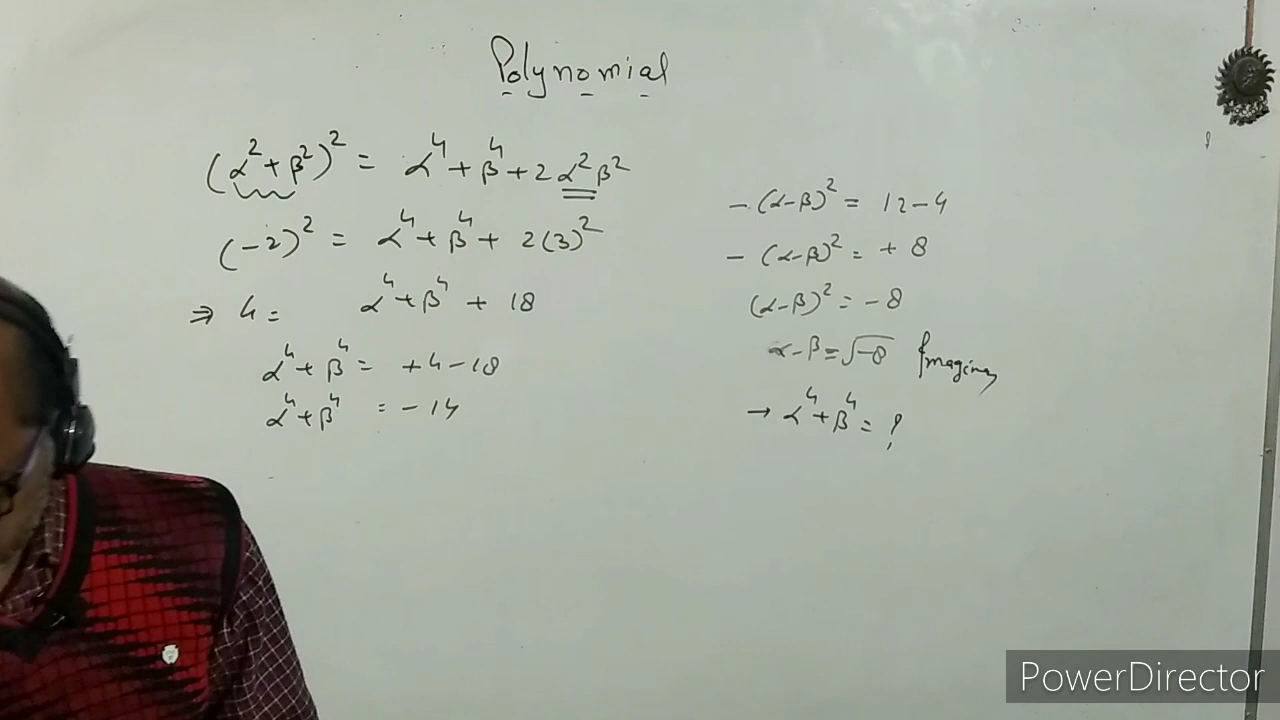 Polynomial
(α²+β²)² = α⁴+β⁴+2α²β²
(-2)² = α⁴+β⁴+ 2(3)²
⇒ 4 = α⁴+β⁴ + 18
α⁴+β⁴ = +4-18
α⁴+β⁴ = -14
-(α-β)² = 12-4
-(α-β)² = +8
(α-β)² = -8
α-β = √-8 Imaginary
→ α⁴+β⁴ = ?
PowerDirector